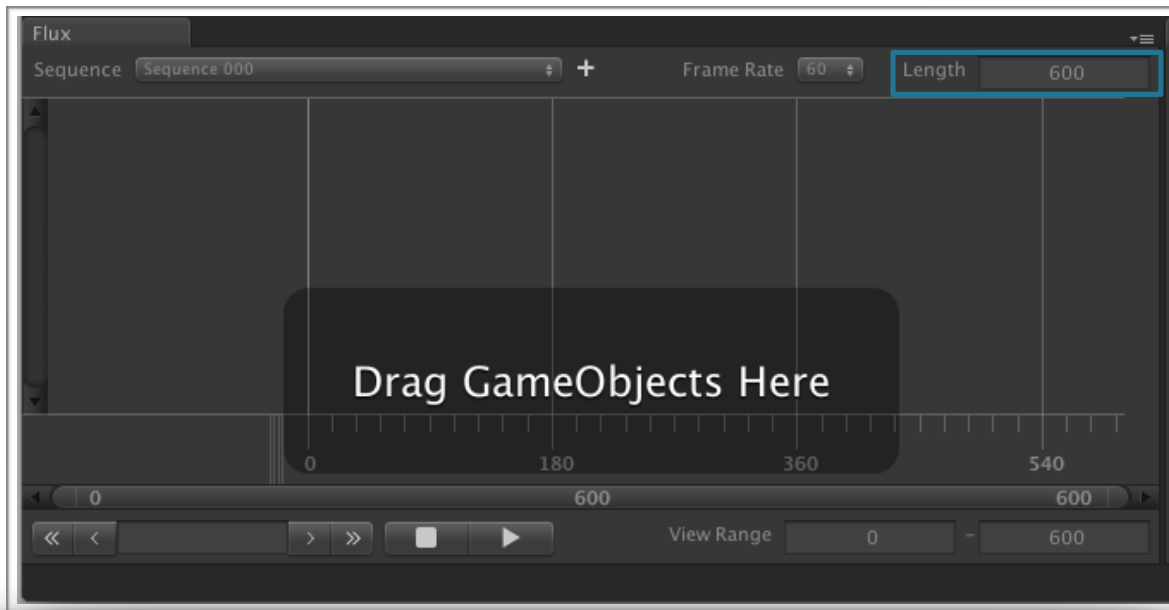 Flux
Sequence Sequence 000 + Frame Rate 60 Length 600
Drag GameObjects Here
0 180 360 540
0 600 600
View Range 0 - 600